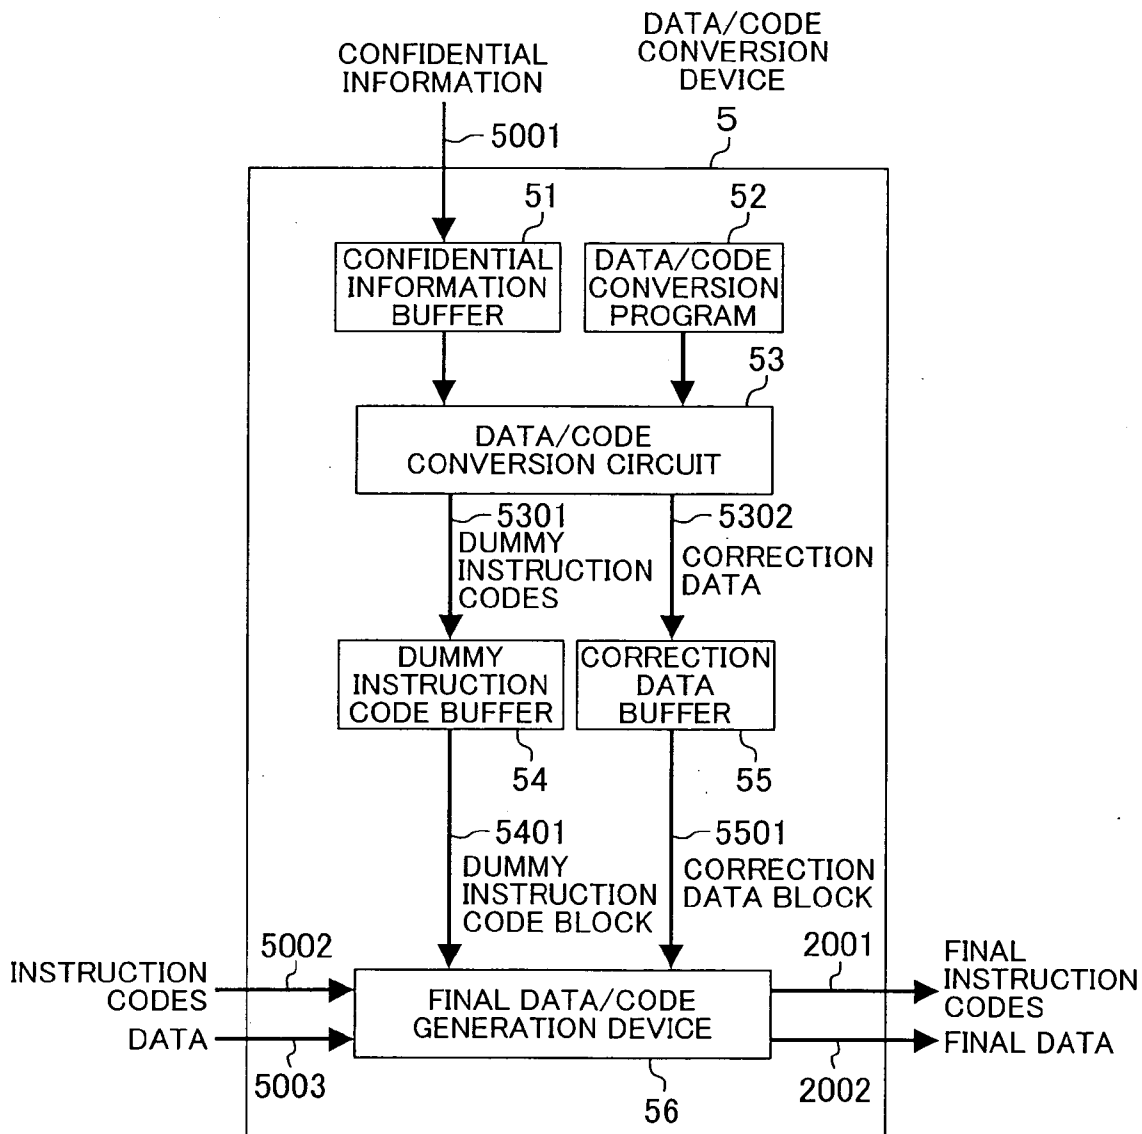 CONFIDENTIAL
INFORMATION
DATA/CODE
CONVERSION
DEVICE
5001
5
51
52
CONFIDENTIAL
INFORMATION
BUFFER
DATA/CODE
CONVERSION
PROGRAM
53
DATA/CODE
CONVERSION CIRCUIT
5301
DUMMY
INSTRUCTION
CODES
5302
CORRECTION
DATA
DUMMY
INSTRUCTION
CODE BUFFER
CORRECTION
DATA
BUFFER
54
55
5401
DUMMY
INSTRUCTION
CODE BLOCK
5501
CORRECTION
DATA BLOCK
INSTRUCTION
CODES
5002
DATA
5003
FINAL DATA/CODE
GENERATION DEVICE
56
2001
FINAL
INSTRUCTION
CODES
2002
FINAL DATA